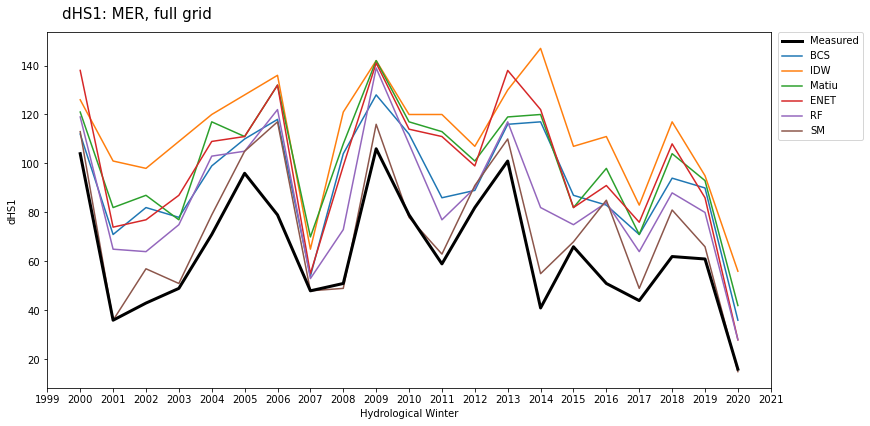 dHS1: MER, full grid
Measured
BCS
IDW
Matiu
ENET
RF
SM
140
120
100
80
60
40
20
dHS1
1999 2000 2001 2002 2003 2004 2005 2006 2007 2008 2009 2010 2011 2012 2013 2014 2015 2016 2017 2018 2019 2020 2021
Hydrological Winter